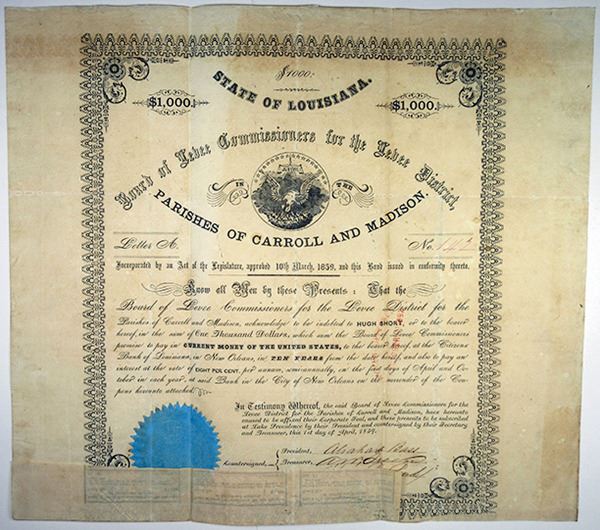 $1000.
STATE OF LOUISIANA.
$1,000. $1,000.
Board of Levee Commissioners for the Levee District,
IN THE
PARISHES OF CARROLL AND MADISON.
Letter A. No. 143
Incorporated by an Act of the Legislature, approved 10th March, 1859, and this Bond issued in conformity thereto.
Know all Men by these Presents: That the
Board of Levee Commissioners for the Levee District for the
Parishes of Carroll and Madison, acknowledge to be indebted to HUGH SHORT, or to the bearer
hereof, in the sum of One Thousand Dollars, which sum the Board of Levee Commissioners
promise to pay in CURRENT MONEY OF THE UNITED STATES, to the bearer hereof, at the Citizens
Bank of Louisiana, in New Orleans, in TEN YEARS from the date hereof, and also to pay
interest at the rate of EIGHT PER CENT. per annum, semi-annually, on the first days of April and Oc-
tober in each year, at said Bank in the City of New Orleans on the surrender of the Cou-
pons hereunto attached.
In Testimony Whereof, the said Board of Levee Commissioners for the
Levee District for the Parishes of Carroll and Madison, have hereunto
caused to be affixed their Corporate Seal, and these presents to be subscribed
at Lake Providence by their President and countersigned by their Secretary
and Treasurer, this 1st day of April, 1859.
President,
Countersigned, Treasurer,